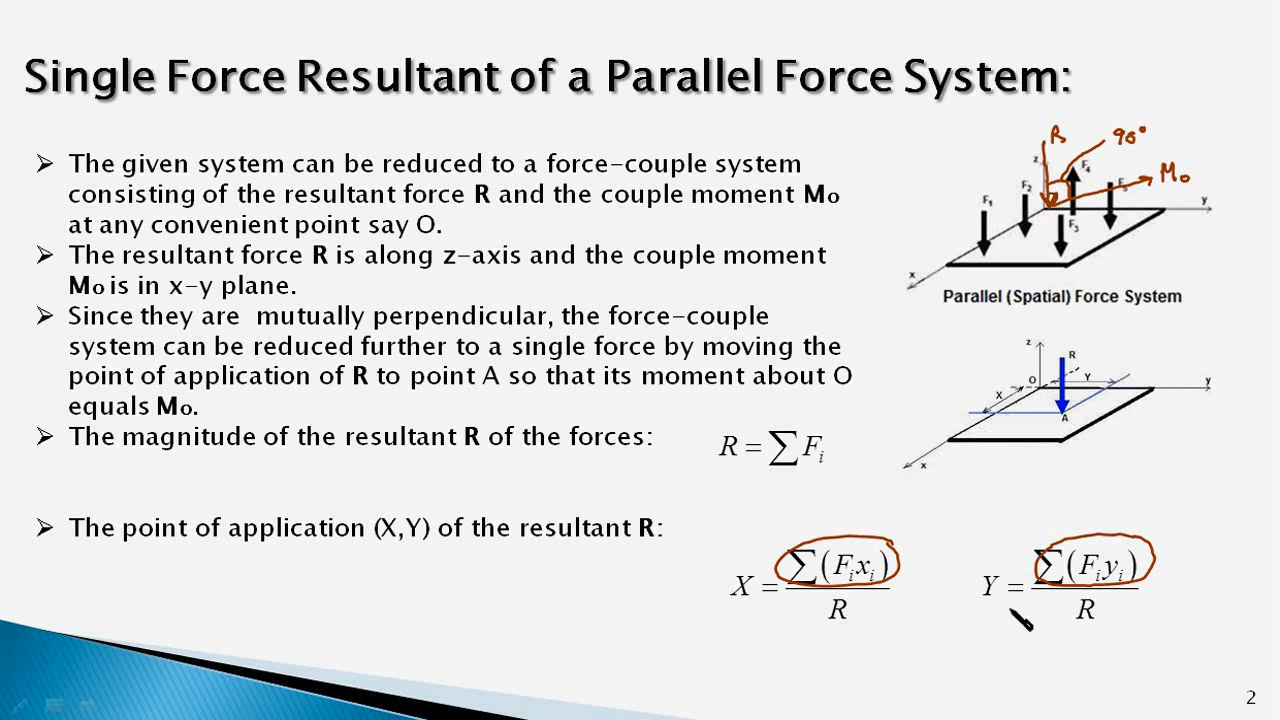 Single Force Resultant of a Parallel Force System:
➢ The given system can be reduced to a force-couple system
consisting of the resultant force R and the couple moment Mo
at any convenient point say O.
➢ The resultant force R is along z-axis and the couple moment
Mo is in x-y plane.
➢ Since they are mutually perpendicular, the force-couple
system can be reduced further to a single force by moving the
point of application of R to point A so that its moment about O
equals Mo.
➢ The magnitude of the resultant R of the forces:
R = ∑ Fi
➢ The point of application (X,Y) of the resultant R:
X = ∑(Fi xi) / R
Y = ∑(Fi yi) / R
R
90°
z
F4
Mo
F2
F1
F3
y
x
Parallel (Spatial) Force System
z
R
O
Y
y
X
A
x
2